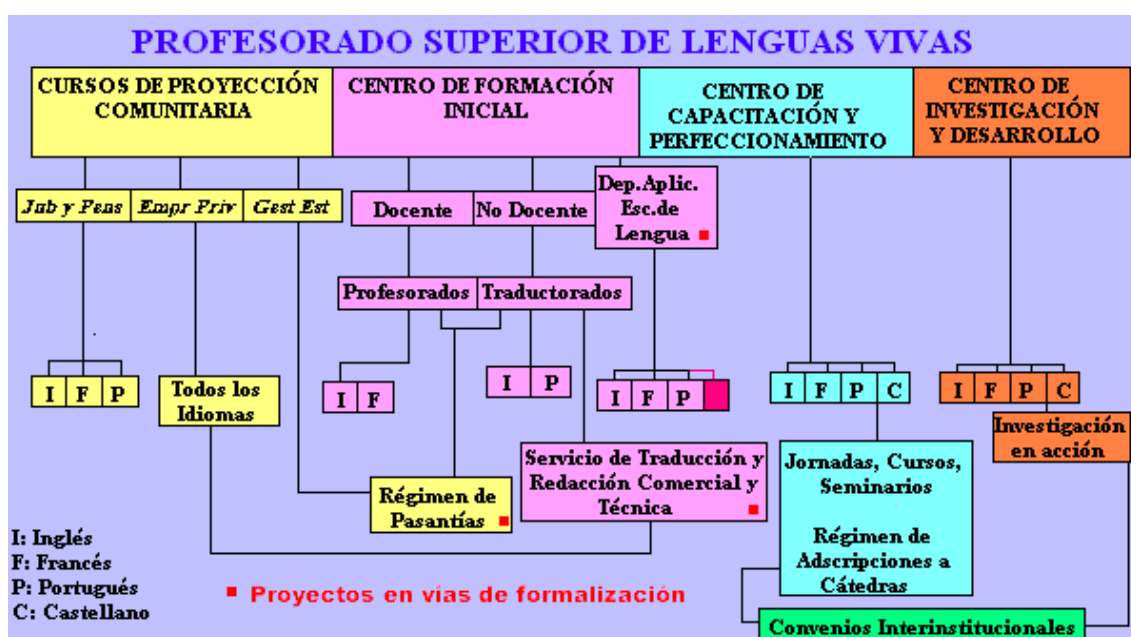 PROFESORADO SUPERIOR DE LENGUAS VIVAS
CURSOS DE PROYECCIÓN
COMUNITARIA
CENTRO DE FORMACIÓN
INICIAL
CENTRO DE
CAPACITACIÓN Y
PERFECCIONAMIENTO
CENTRO DE
INVESTIGACIÓN
Y DESARROLLO
Jub y Pens
Empr Priv
Gest Est
Docente
No Docente
Dep.Aplic.
Esc.de
Lengua
Profesorados
Traductorados
I F P
Todos los
Idiomas
I F
I P
I F P
I F P C
I F P C
Investigación
en acción
Régimen de
Pasantías
Servicio de Traducción y
Redacción Comercial y
Técnica
Jornadas, Cursos,
Seminarios
Régimen de
Adscripciones a
Cátedras
I: Inglés
F: Francés
P: Portugués
C: Castellano
Proyectos en vías de formalización
Convenios Interinstitucionales